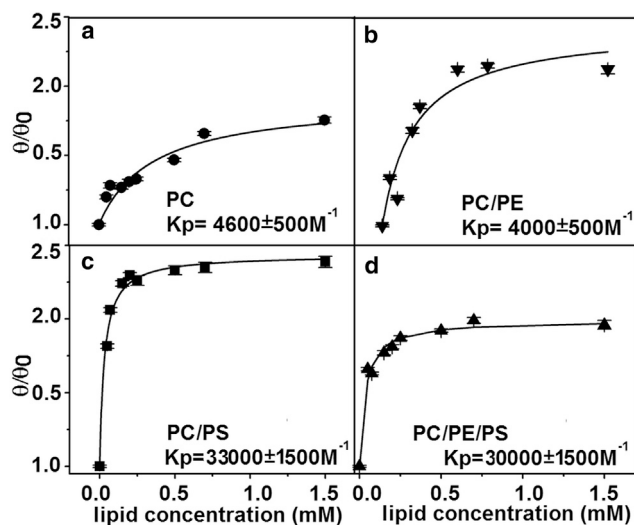 a
b
2.5
2.0
0.5
1.0
θ/θ0
PC
Kp= 4600±500M⁻¹
PC/PE
Kp= 4000±500M⁻¹
c
d
2.5
2.0
0.5
1.0
θ/θ0
PC/PS
Kp=33000±1500M⁻¹
PC/PE/PS
Kp=30000±1500M⁻¹
0.0 0.5 1.0 1.5 0.0 0.5 1.0 1.5
lipid concentration (mM) lipid concentration (mM)